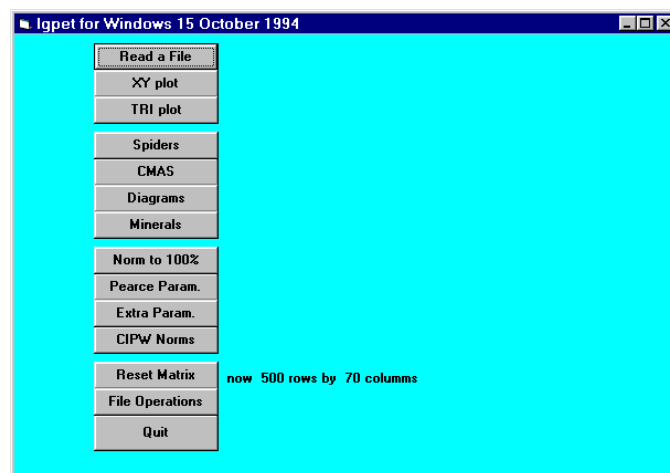 Igpet for Windows 15 October 1994
Read a File
XY plot
TRI plot
Spiders
CMAS
Diagrams
Minerals
Norm to 100%
Pearce Param.
Extra Param.
CIPW Norms
Reset Matrix now 500 rows by 70 columms
File Operations
Quit